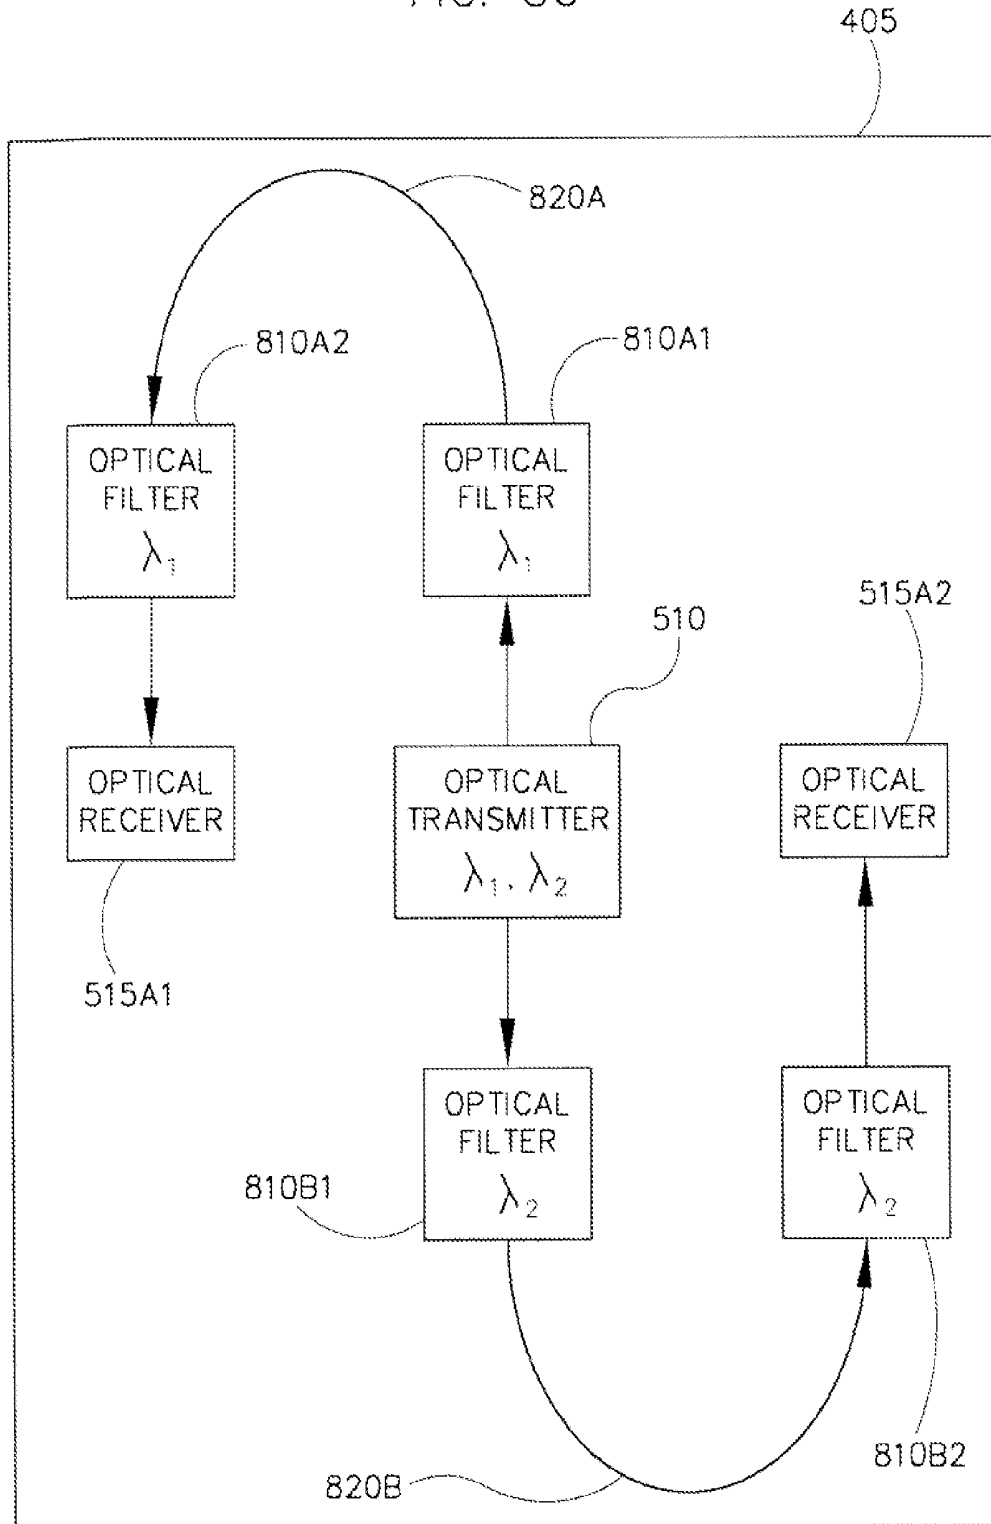 405
820A
810A2
810A1
OPTICAL
FILTER
λ₁
OPTICAL
FILTER
λ₁
515A2
510
OPTICAL
RECEIVER
OPTICAL
TRANSMITTER
λ₁, λ₂
OPTICAL
RECEIVER
515A1
OPTICAL
FILTER
λ₂
OPTICAL
FILTER
λ₂
810B1
810B2
820B